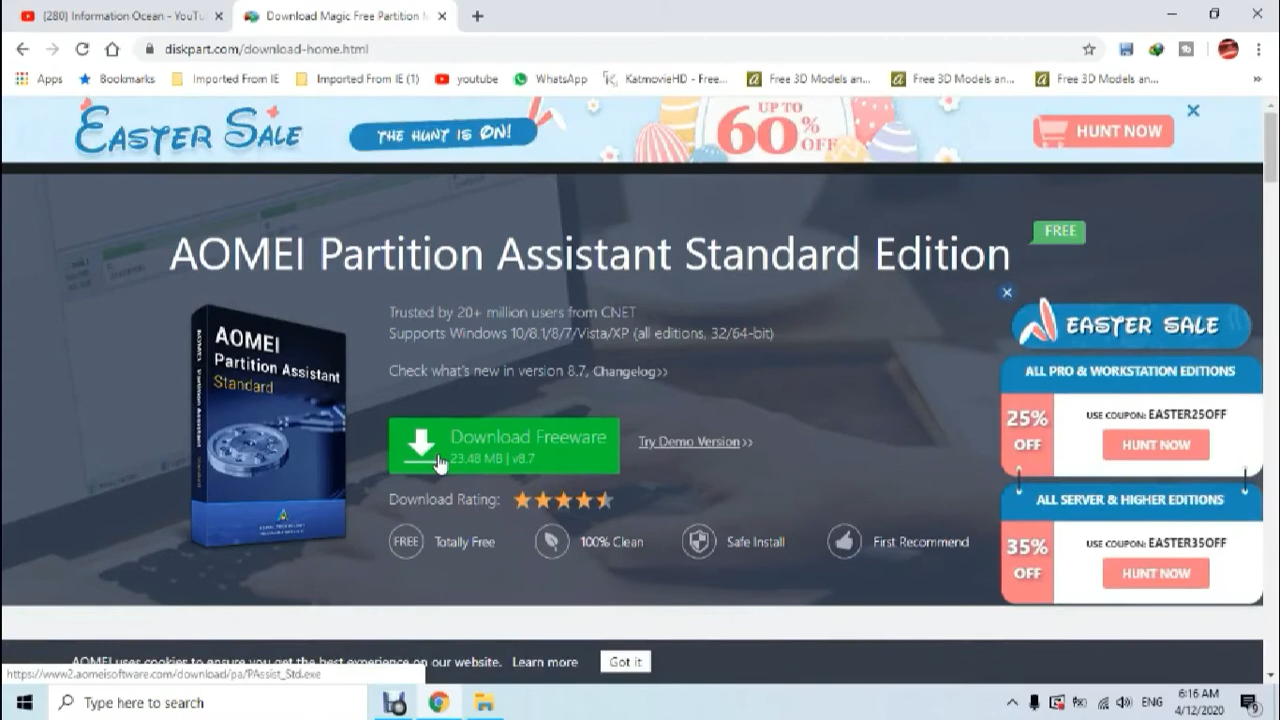 (280) Information Ocean - YouTu
Download Magic Free Partition M
diskpart.com/download-home.html
Apps
Bookmarks
Imported From IE
Imported From IE (1)
youtube
WhatsApp
KatmovieHD - Free...
Free 3D Models an...
Free 3D Models an...
Free 3D Models an...
EASTER SALE
THE HUNT IS ON!
UP TO
60% OFF
HUNT NOW
AOMEI Partition Assistant Standard Edition
FREE
Trusted by 20+ million users from CNET
Supports Windows 10/8.1/8/7/Vista/XP (all editions, 32/64-bit)
Check what's new in version 8.7, Changelog>>
AOMEI
Partition Assistant
Standard
AOMEI Partition Assistant Standard
Download Freeware
23.48 MB | v8.7
Try Demo Version>>
Download Rating:
FREE
Totally Free
100% Clean
Safe Install
First Recommend
EASTER SALE
ALL PRO & WORKSTATION EDITIONS
25%
OFF
USE COUPON: EASTER25OFF
HUNT NOW
ALL SERVER & HIGHER EDITIONS
35%
OFF
USE COUPON: EASTER35OFF
HUNT NOW
AOMEI uses cookies to ensure you get the best experience on our website. Learn more
Got it
https://www2.aomeisoftware.com/download/pa/PAssist_Std.exe
Type here to search
ENG
6:16 AM
4/12/2020
9